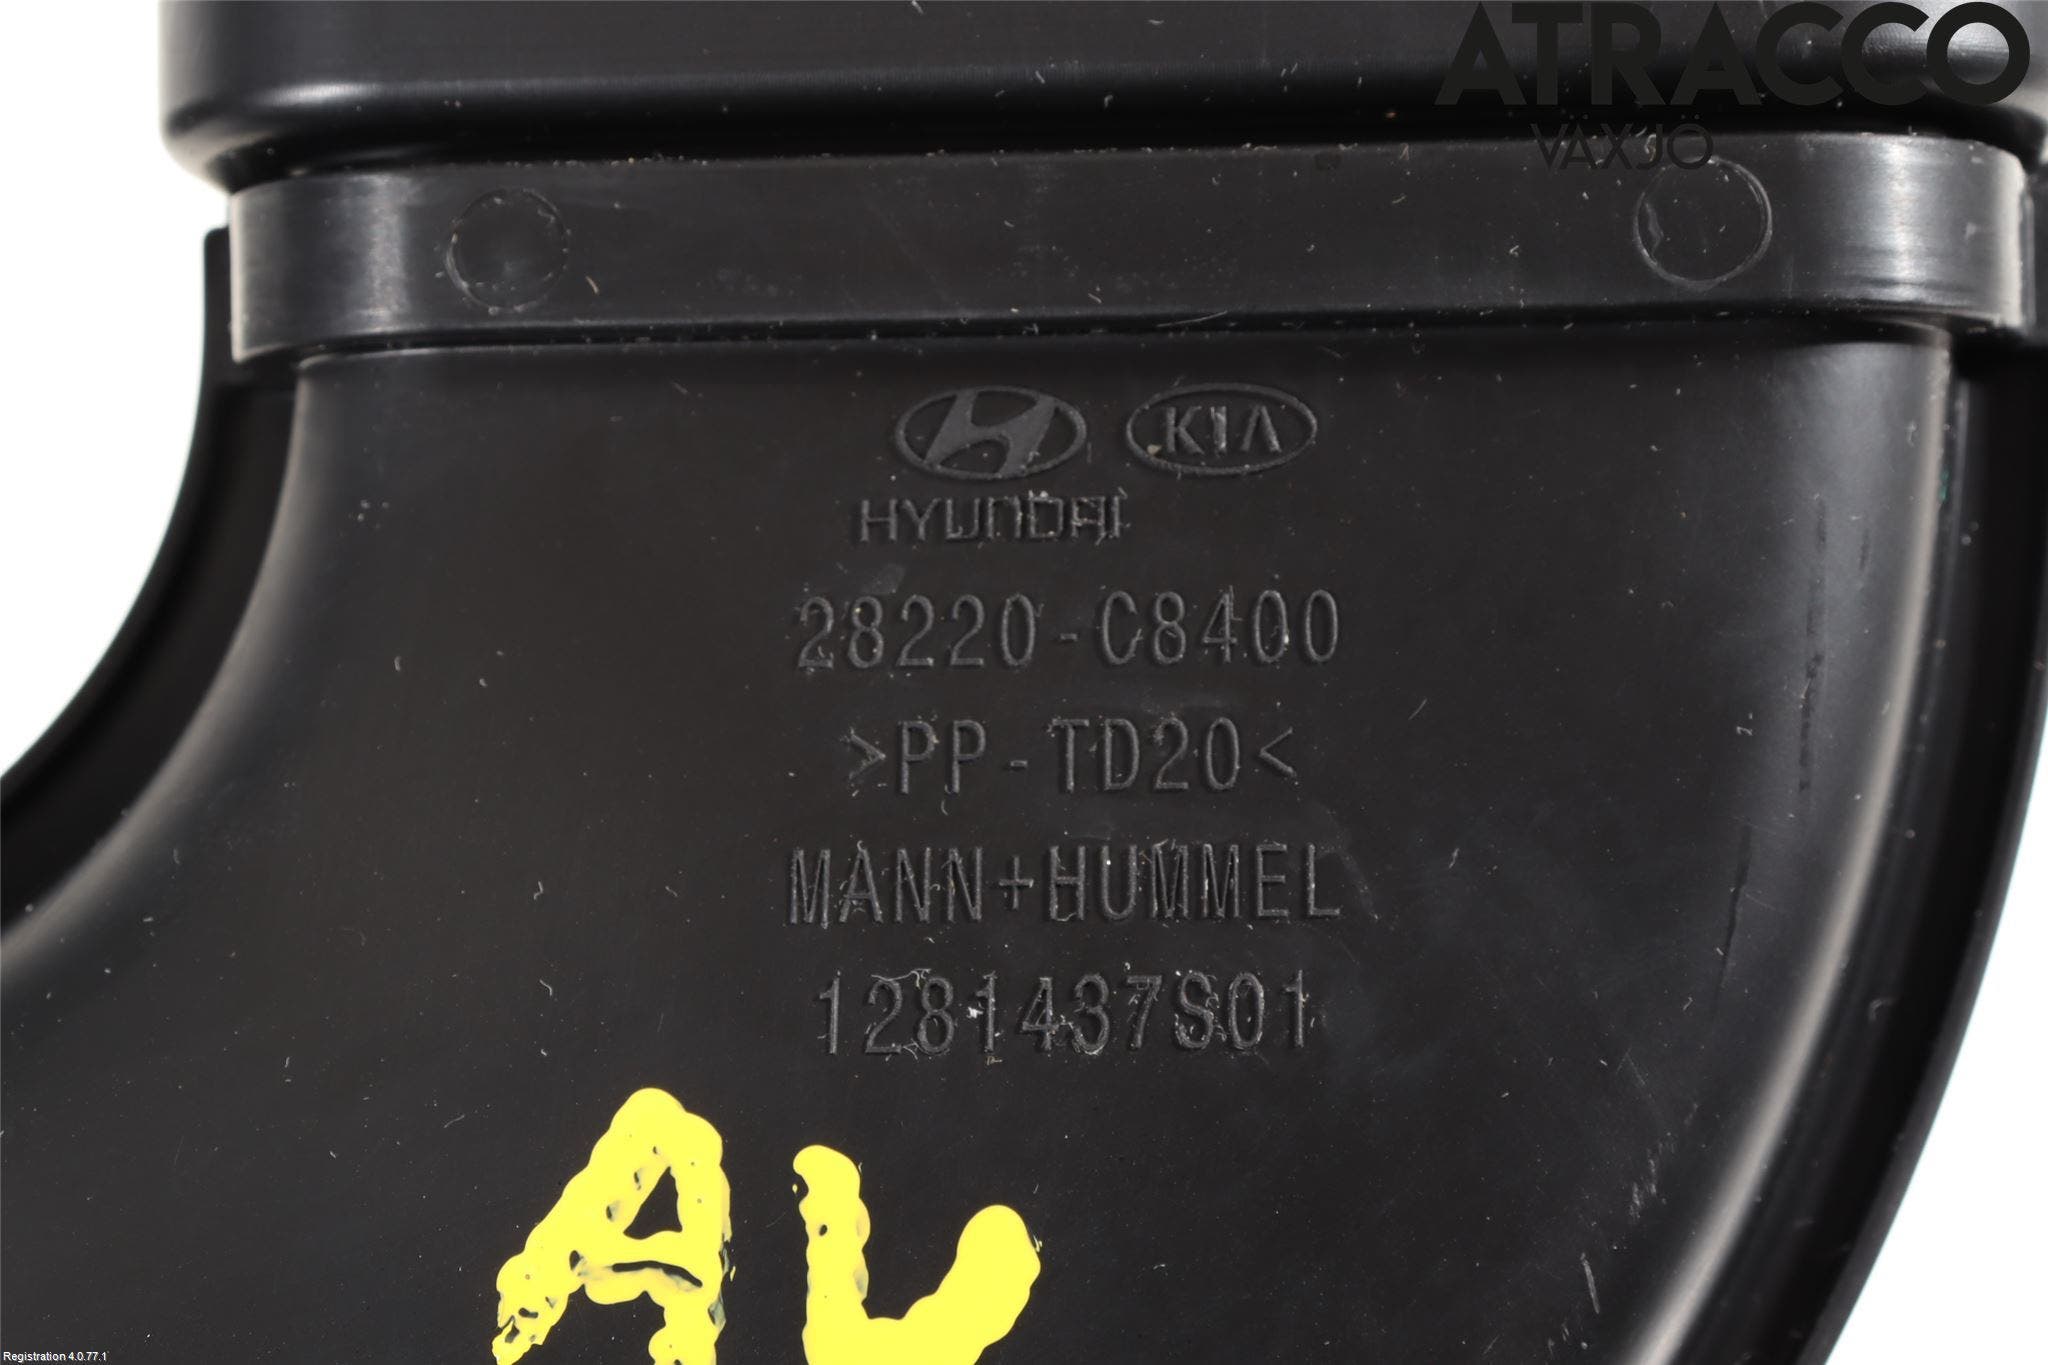 ATRACCO
VÄXJÖ
KIA
HYUNDAI
28220-C8400
>PP-TD20<
MANN+HUMMEL
1281437S01
Registration 4.0.77.1